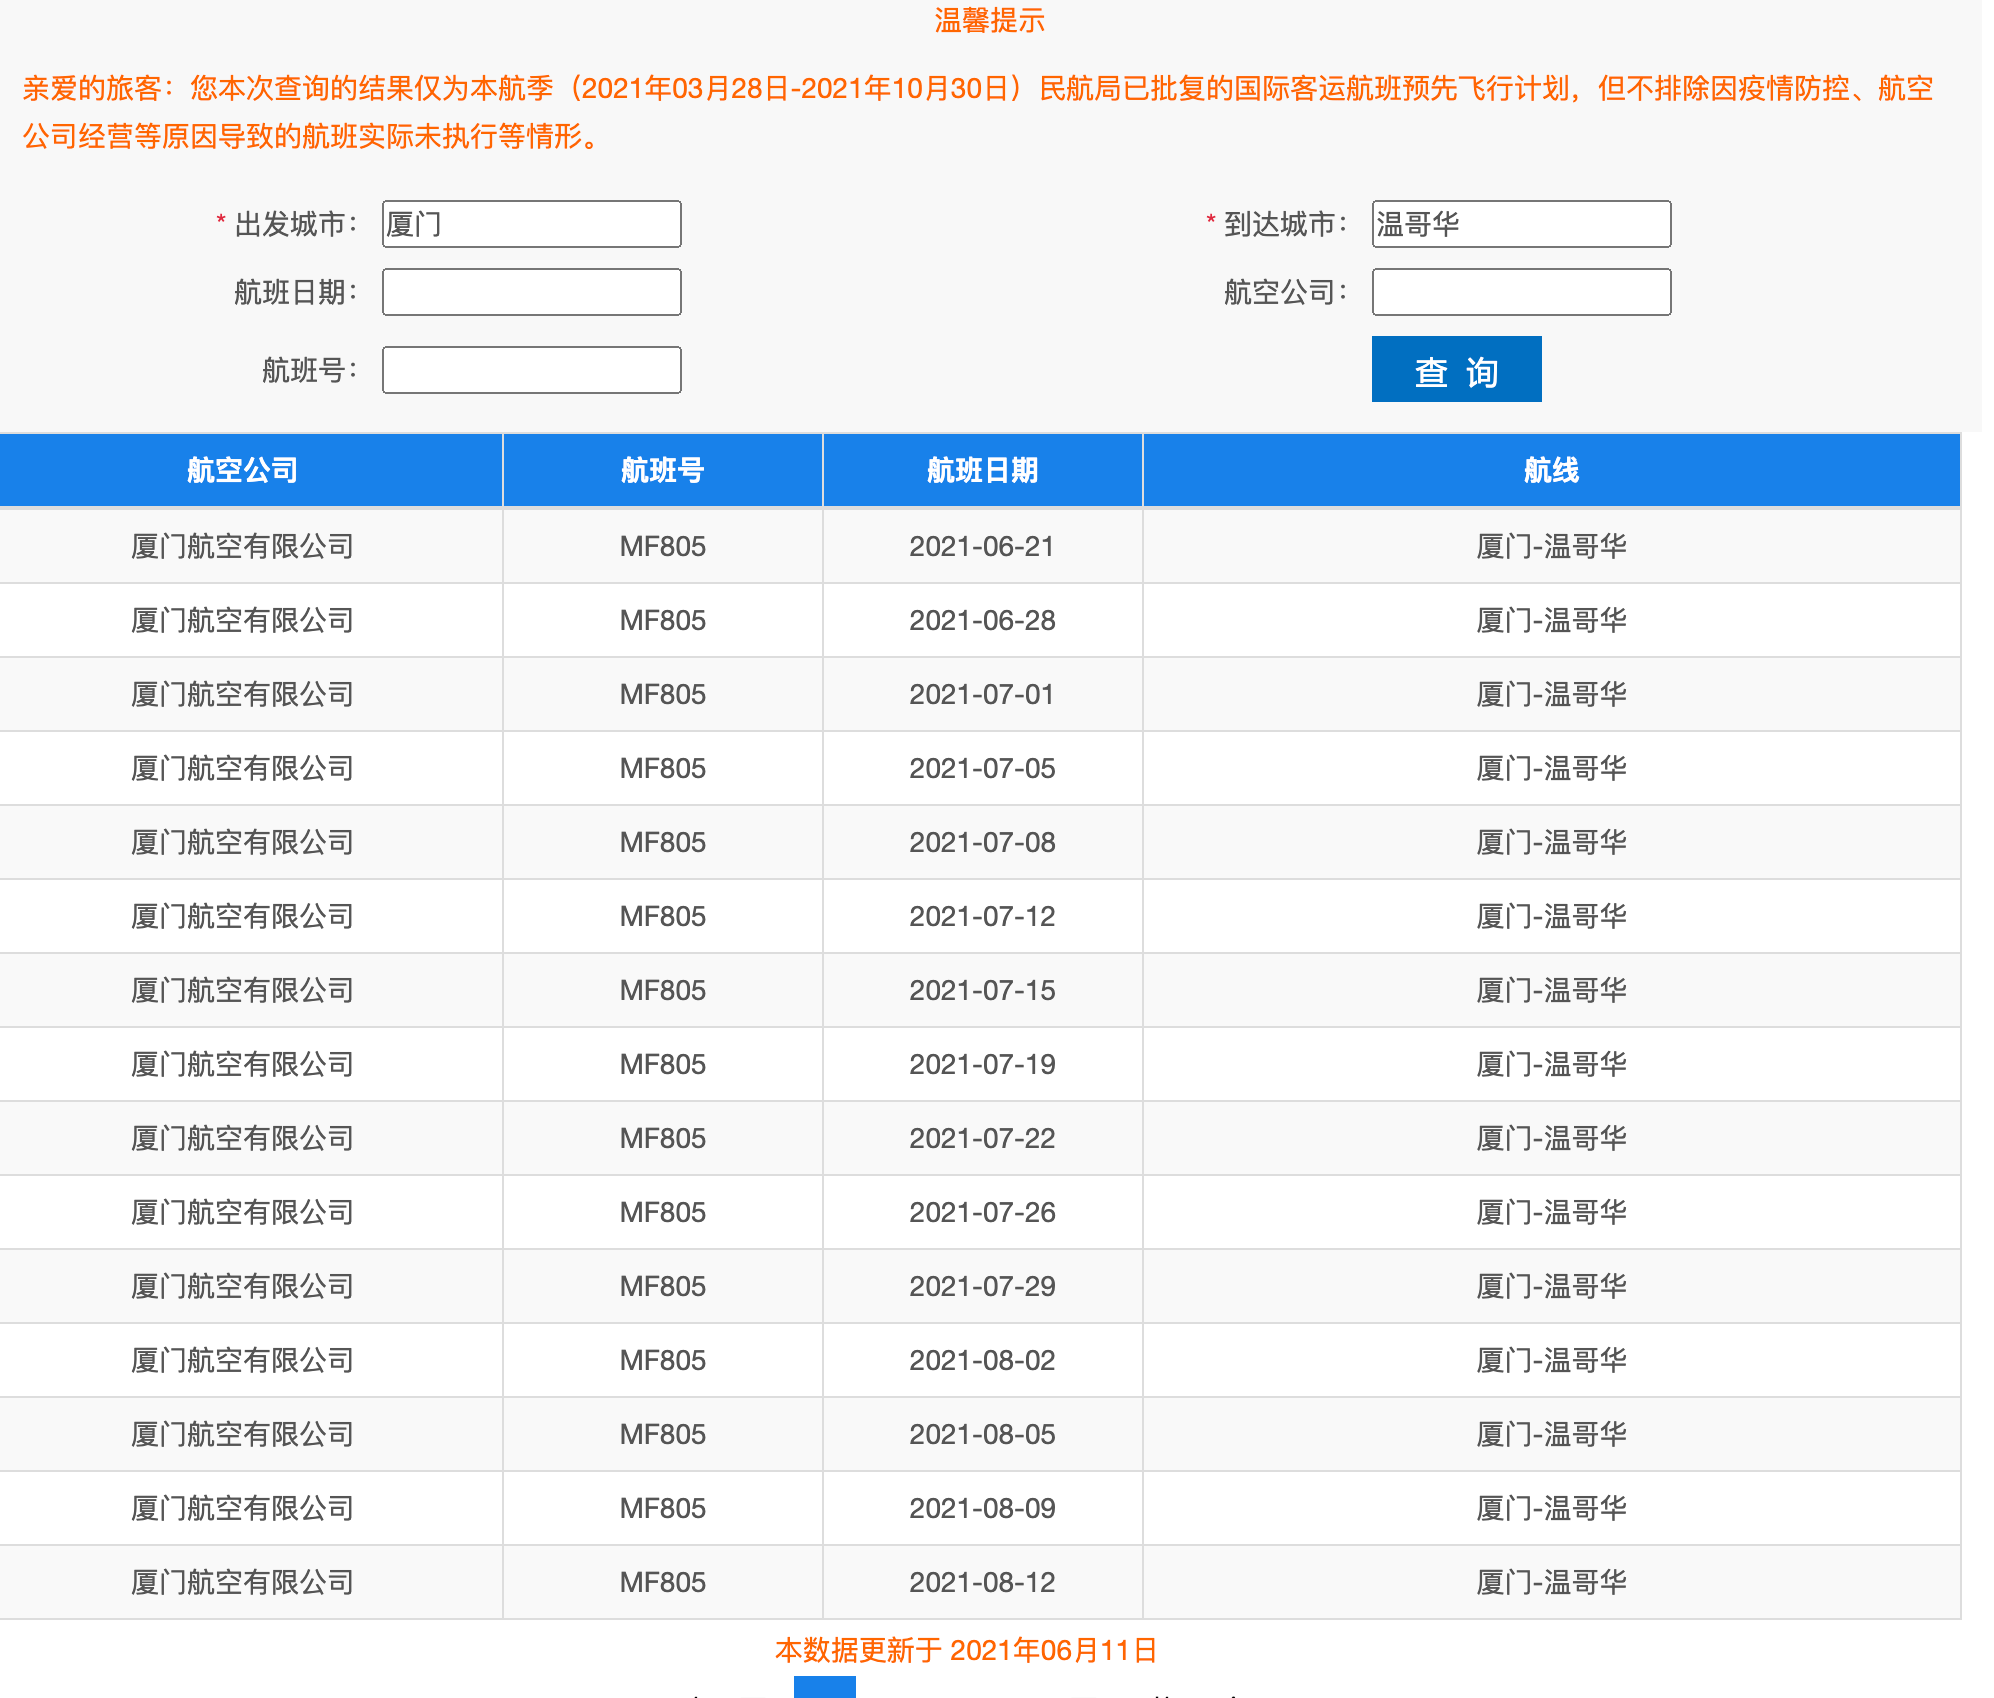 温馨提示
亲爱的旅客：您本次查询的结果仅为本航季（2021年03月28日-2021年10月30日）民航局已批复的国际客运航班预先飞行计划，但不排除因疫情防控、航空
公司经营等原因导致的航班实际未执行等情形。
* 出发城市： 厦门 * 到达城市： 温哥华
航班日期： 航空公司：
航班号： 查 询
航空公司 航班号 航班日期 航线
厦门航空有限公司 MF805 2021-06-21 厦门-温哥华
厦门航空有限公司 MF805 2021-06-28 厦门-温哥华
厦门航空有限公司 MF805 2021-07-01 厦门-温哥华
厦门航空有限公司 MF805 2021-07-05 厦门-温哥华
厦门航空有限公司 MF805 2021-07-08 厦门-温哥华
厦门航空有限公司 MF805 2021-07-12 厦门-温哥华
厦门航空有限公司 MF805 2021-07-15 厦门-温哥华
厦门航空有限公司 MF805 2021-07-19 厦门-温哥华
厦门航空有限公司 MF805 2021-07-22 厦门-温哥华
厦门航空有限公司 MF805 2021-07-26 厦门-温哥华
厦门航空有限公司 MF805 2021-07-29 厦门-温哥华
厦门航空有限公司 MF805 2021-08-02 厦门-温哥华
厦门航空有限公司 MF805 2021-08-05 厦门-温哥华
厦门航空有限公司 MF805 2021-08-09 厦门-温哥华
厦门航空有限公司 MF805 2021-08-12 厦门-温哥华
本数据更新于 2021年06月11日